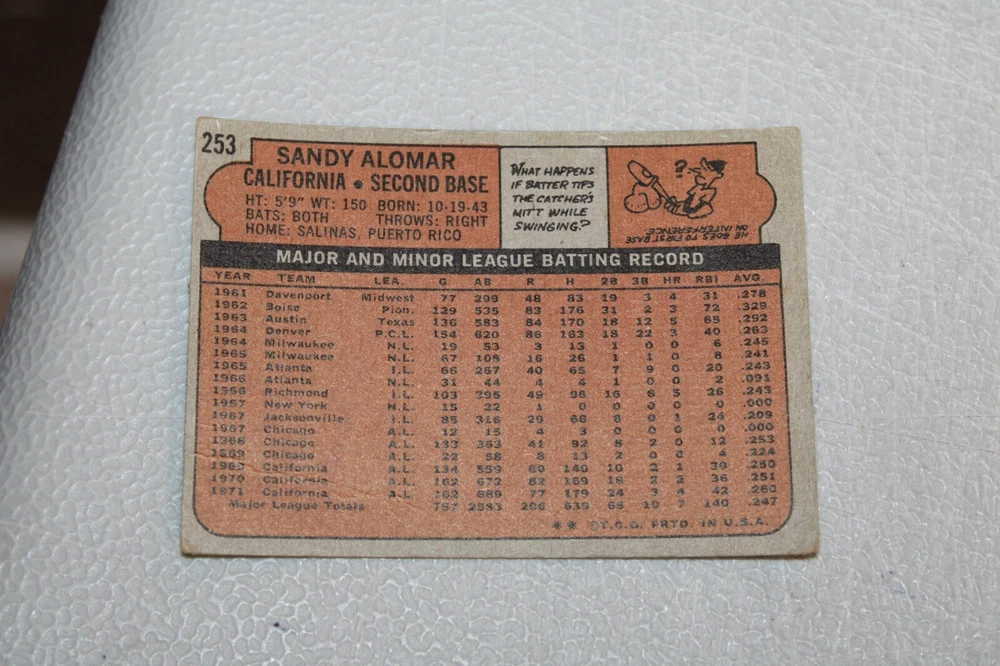 253
SANDY ALOMAR
CALIFORNIA • SECOND BASE
HT: 5'9" WT: 150 BORN: 10-19-43
BATS: BOTH THROWS: RIGHT
HOME: SALINAS, PUERTO RICO
WHAT HAPPENS
IF BATTER TIPS
THE CATCHER'S
MITT WHILE
SWINGING?
?
HE GOES TO FIRST BASE
ON INTERFERENCE
MAJOR AND MINOR LEAGUE BATTING RECORD
YEAR TEAM LEA. G AB R H 2B 3B HR RBI AVG.
1961 Davenport Midwest 77 299 48 83 19 3 4 31 .278
1962 Boise Pion. 129 535 83 176 31 2 3 72 .329
1963 Austin Texas 136 583 84 170 18 12 5 65 .292
1964 Denver P.C.L. 154 620 86 163 18 22 3 40 .263
1964 Milwaukee N.L. 19 53 3 13 1 0 0 6 .245
1965 Milwaukee N.L. 67 108 16 26 1 1 0 8 .241
1965 Atlanta I.L. 66 267 40 65 7 9 0 20 .243
1966 Atlanta N.L. 31 44 4 4 1 0 0 2 .091
1966 Richmond I.L. 103 395 49 96 16 6 5 26 .243
1967 New York N.L. 15 22 1 0 0 0 0 0 .000
1967 Jacksonville I.L. 85 316 29 66 8 0 1 24 .209
1967 Chicago A.L. 12 15 4 3 0 0 0 0 .000
1968 Chicago A.L. 133 363 41 92 8 2 0 12 .253
1969 Chicago A.L. 22 58 8 13 2 0 0 4 .224
1969 California A.L. 134 559 60 140 10 2 1 30 .250
1970 California A.L. 162 672 82 169 18 2 2 36 .251
1971 California A.L. 162 689 77 179 24 3 4 42 .260
Major League Totals 757 2583 296 639 65 10 7 140 .247
** ©T.C.G. PRTD. IN U.S.A.